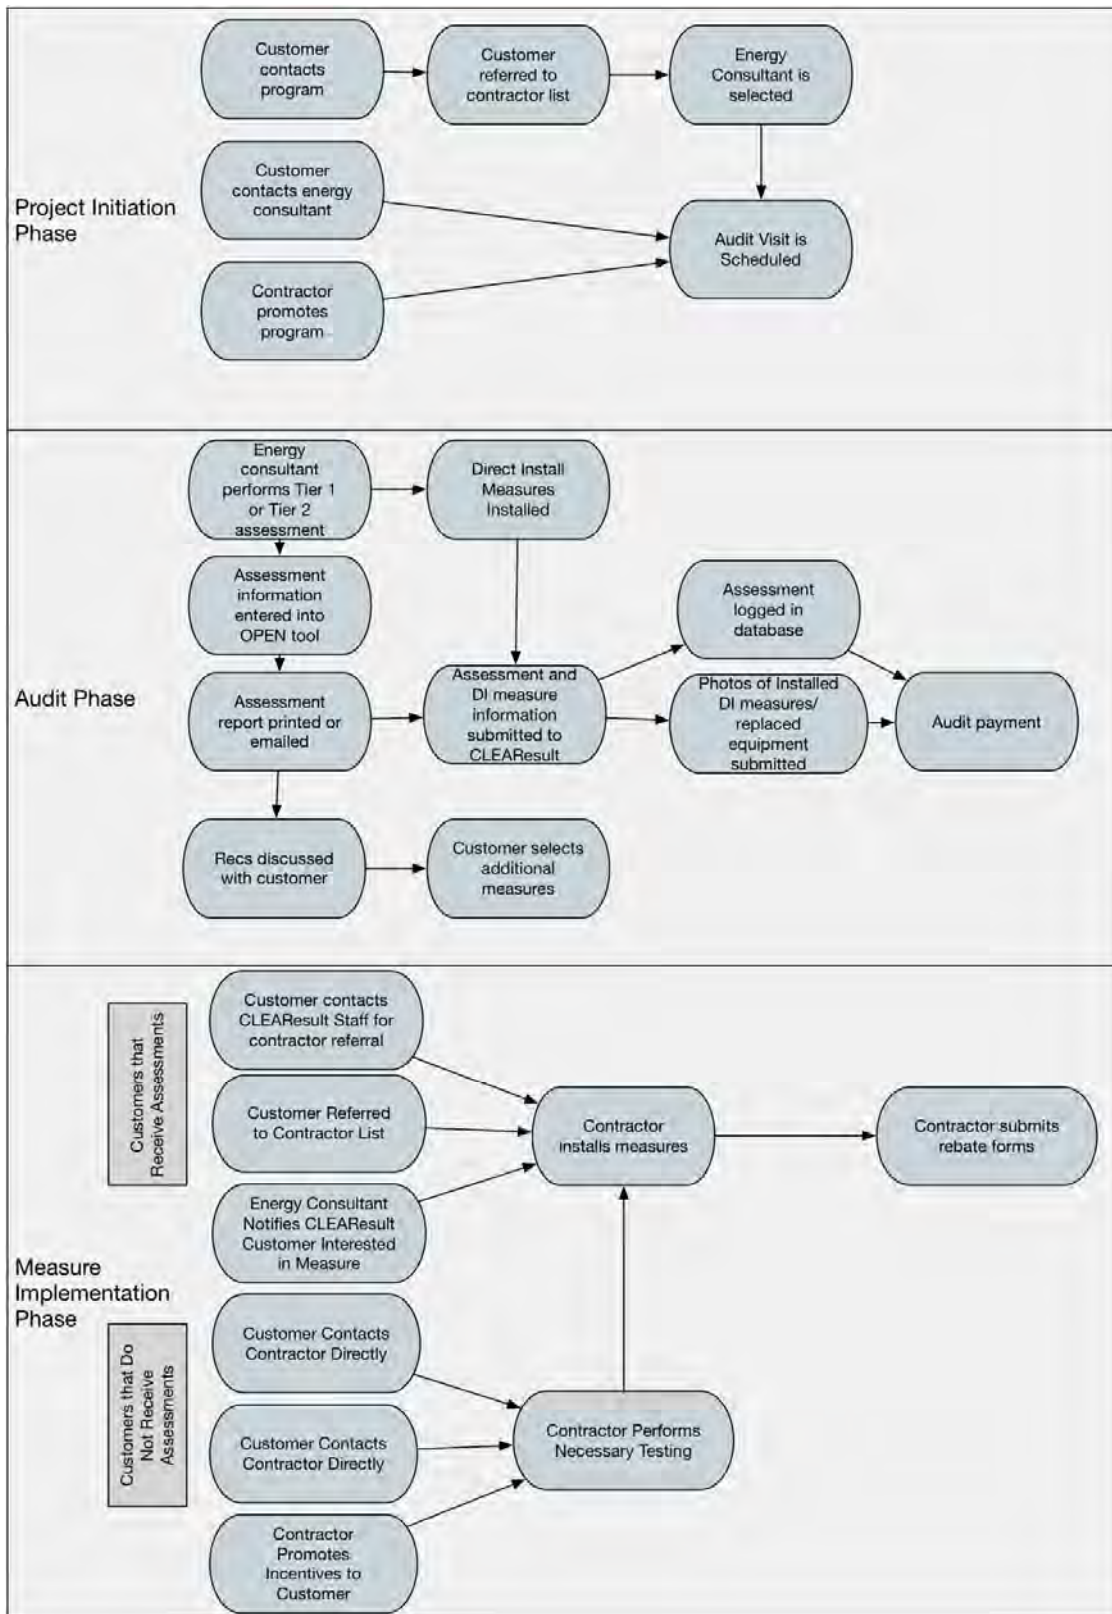 Customer
contacts
program
Customer
referred to
contractor list
Energy
Consultant is
selected
Project Initiation
Phase
Customer
contacts energy
consultant
Audit Visit is
Scheduled
Contractor
promotes
program
Audit Phase
Energy
consultant
performs Tier 1
or Tier 2
assessment
Direct Install
Measures
Installed
Assessment
information
entered into
OPEN tool
Assessment
logged in
database
Assessment
report printed or
emailed
Assessment and
DI measure
information
submitted to
CLEAResult
Photos of Installed
DI measures/
replaced
equipment
submitted
Audit payment
Recs discussed
with customer
Customer selects
additional
measures
Measure
Implementation
Phase
Customers that
Receive Assessments
Customer contacts
CLEAResult Staff for
contractor referral
Customer Referred
to Contractor List
Contractor
installs measures
Contractor submits
rebate forms
Energy Consultant
Notifies CLEAResult
Customer Interested
in Measure
Customers that Do
Not Receive
Assessments
Customer Contacts
Contractor Directly
Customer Contacts
Contractor Directly
Contractor Performs
Necessary Testing
Contractor
Promotes
Incentives to
Customer